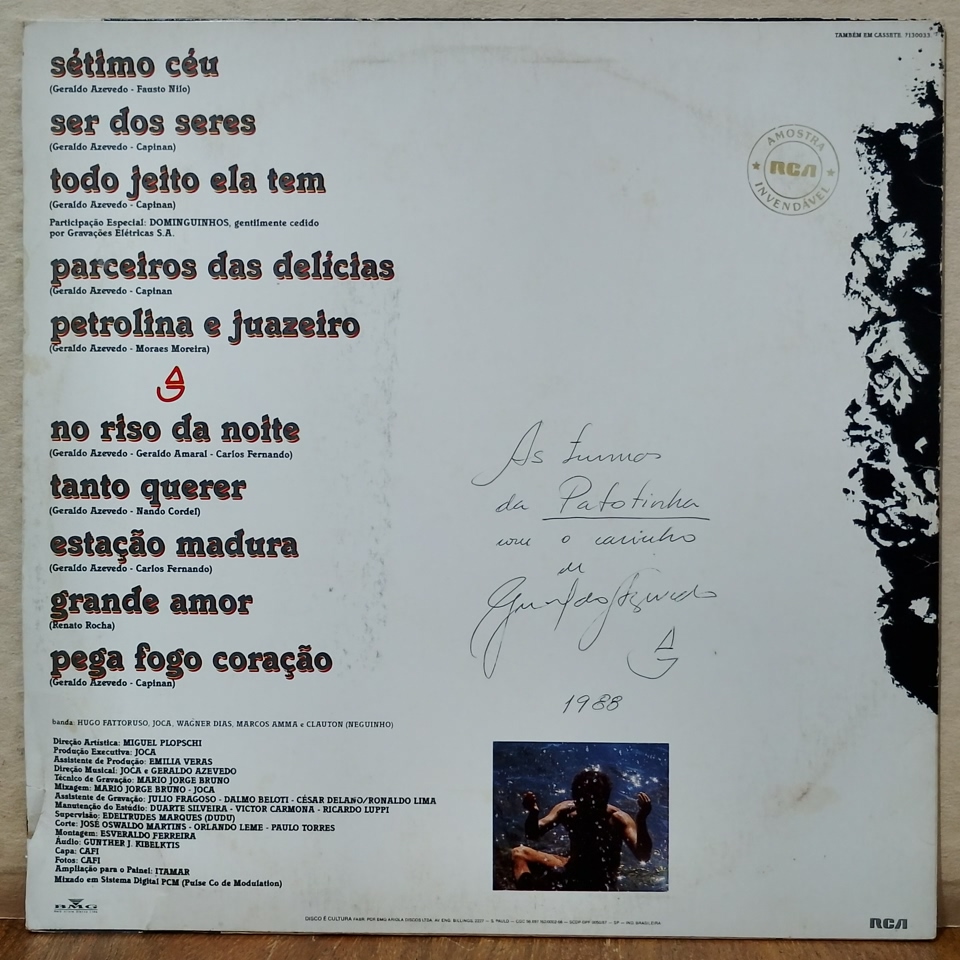 TAMBÉM EM CASSETE. 7130033
sétimo céu
(Geraldo Azevedo - Fausto Nilo)
ser dos seres
(Geraldo Azevedo - Capinan)
todo jeito ela tem
(Geraldo Azevedo - Capinan)
Participação Especial: DOMINGUINHOS, gentilmente cedido
por Gravações Elétricas S.A.
parceiros das delícias
(Geraldo Azevedo - Capinan
petrolina e juazeiro
(Geraldo Azevedo - Moraes Moreira)
no riso da noite
(Geraldo Azevedo - Geraldo Amaral - Carlos Fernando)
tanto querer
(Geraldo Azevedo - Nando Cordel)
estação madura
(Geraldo Azevedo - Carlos Fernando)
grande amor
(Renato Rocha)
pega fogo coração
(Geraldo Azevedo - Capinan)
banda: HUGO FATTORUSO, JOCA, WAGNER DIAS, MARCOS AMMA e CLAUTON (NEGUINHO)
Direção Artística: MIGUEL PLOPSCHI
Produção Executiva: JOCA
Assistente de Produção: EMILIA VERAS
Direção Musical: JOCA e GERALDO AZEVEDO
Técnico de Gravação: MARIO JORGE BRUNO
Mixagem: MARIO JORGE BRUNO - JOCA
Assistente de Gravação: JULIO FRAGOSO - DALMO BELOTI - CÉSAR DELANO/RONALDO LIMA
Manutenção do Estúdio: DUARTE SILVEIRA - VICTOR CARMONA - RICARDO LUPPI
Supervisão: EDELTRUDES MARQUES (DUDU)
Corte: JOSÉ OSWALDO MARTINS - ORLANDO LEME - PAULO TORRES
Montagem: ESVERALDO FERREIRA
Áudio: GUNTHER J. KIBELKTIS
Capa: CAFI
Fotos: CAFI
Ampliação para o Painel: ITAMAR
Mixado em Sistema Digital PCM (Pulse Co de Modulation)
AMOSTRA
RCA
INVENDÁVEL
As
da Patotinha
com o carinho
de
Geraldo Azevedo
1988
BMG
DISCO É CULTURA
RCA